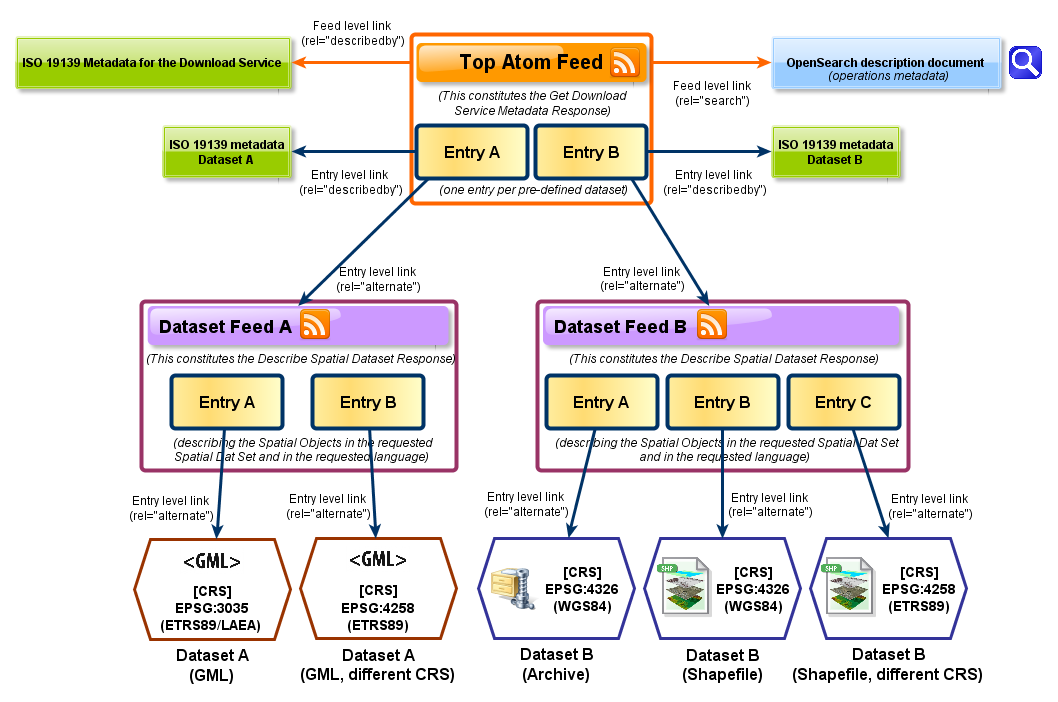 Feed level link
(rel="describedby")
ISO 19139 Metadata for the Download Service
Top Atom Feed
OpenSearch description document
(operations metadata)
Feed level link
(rel="search")
(This constitutes the Get Download
Service Metadata Response)
ISO 19139 metadata
Dataset A
Entry A
Entry B
ISO 19139 metadata
Dataset B
Entry level link
(rel="describedby")
(one entry per pre-defined dataset)
Entry level link
(rel="describedby")
Entry level link
(rel="alternate")
Entry level link
(rel="alternate")
Dataset Feed A
(This constitutes the Describe Spatial Dataset Response)
Entry A
Entry B
(describing the Spatial Objects in the requested
Spatial Dat Set and in the requested language)
Dataset Feed B
(This constitutes the Describe Spatial Dataset Response)
Entry A
Entry B
Entry C
(describing the Spatial Objects in the requested Spatial Dat Set
and in the requested language)
Entry level link
(rel="alternate")
Entry level link
(rel="alternate")
Entry level link
(rel="alternate")
Entry level link
(rel="alternate")
Entry level link
(rel="alternate")
<GML>
[CRS]
EPSG:3035
(ETRS89/LAEA)
Dataset A
(GML)
<GML>
[CRS]
EPSG:4258
(ETRS89)
Dataset A
(GML, different CRS)
[CRS]
EPSG:4326
(WGS84)
Dataset B
(Archive)
SHP
[CRS]
EPSG:4326
(WGS84)
Dataset B
(Shapefile)
SHP
[CRS]
EPSG:4258
(ETRS89)
Dataset B
(Shapefile, different CRS)